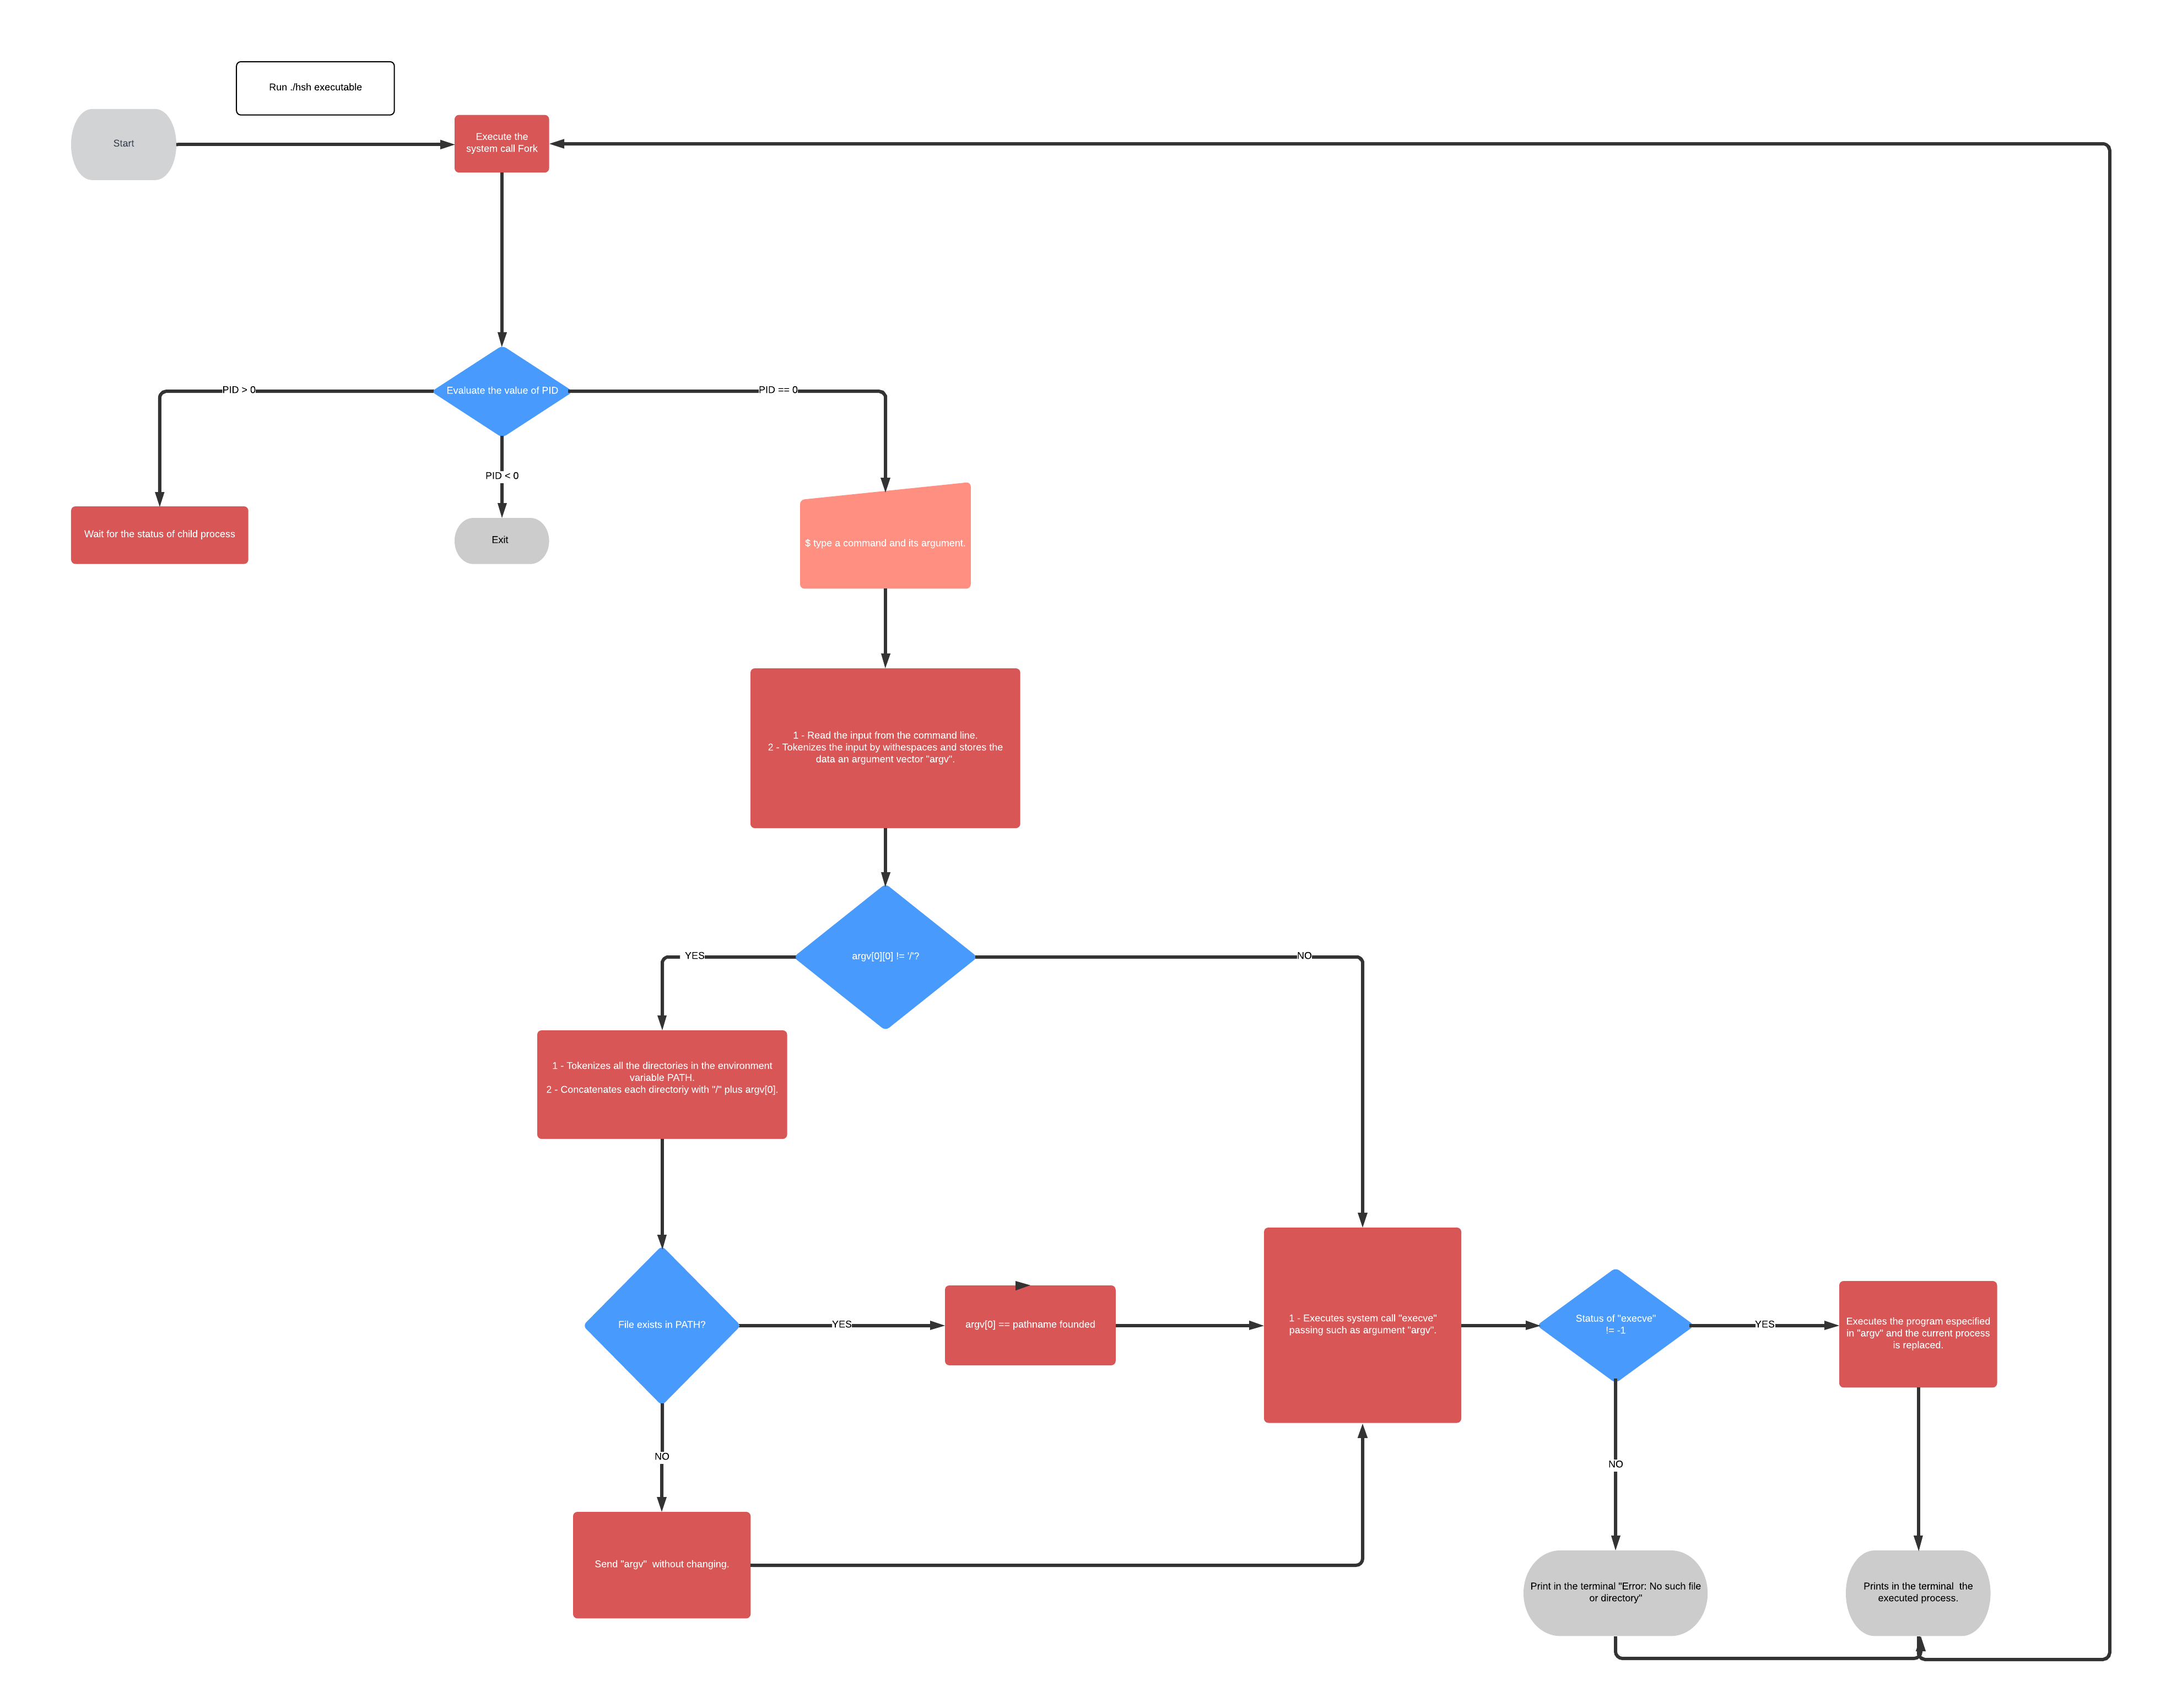 Run ./hsh executable
Start
Execute the
system call Fork
PID > 0
Evaluate the value of PID
PID == 0
PID < 0
Wait for the status of child process
Exit
$ type a command and its argument.
1 - Read the input from the command line.
2 - Tokenizes the input by withespaces and stores the
data an argument vector "argv".
YES
argv[0][0] != '/'?
NO
1 - Tokenizes all the directories in the environment
variable PATH.
2 - Concatenates each directoriy with "/" plus argv[0].
File exists in PATH?
YES
argv[0] == pathname founded
1 - Executes system call "execve"
passing such as argument "argv".
Status of "execve"
!= -1
YES
Executes the program especified
in "argv" and the current process
is replaced.
NO
NO
Send "argv"  without changing.
Print in the terminal "Error: No such file
or directory"
Prints in the terminal  the
executed process.